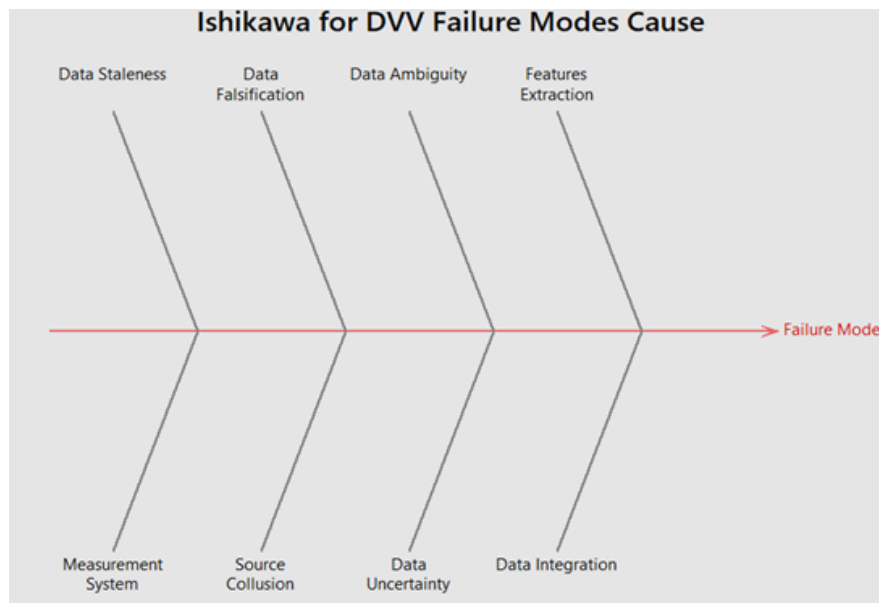 Ishikawa for DVV Failure Modes Cause
Data Staleness
Data
Falsification
Data Ambiguity
Features
Extraction
Failure Mode
Measurement
System
Source
Collusion
Data
Uncertainty
Data Integration